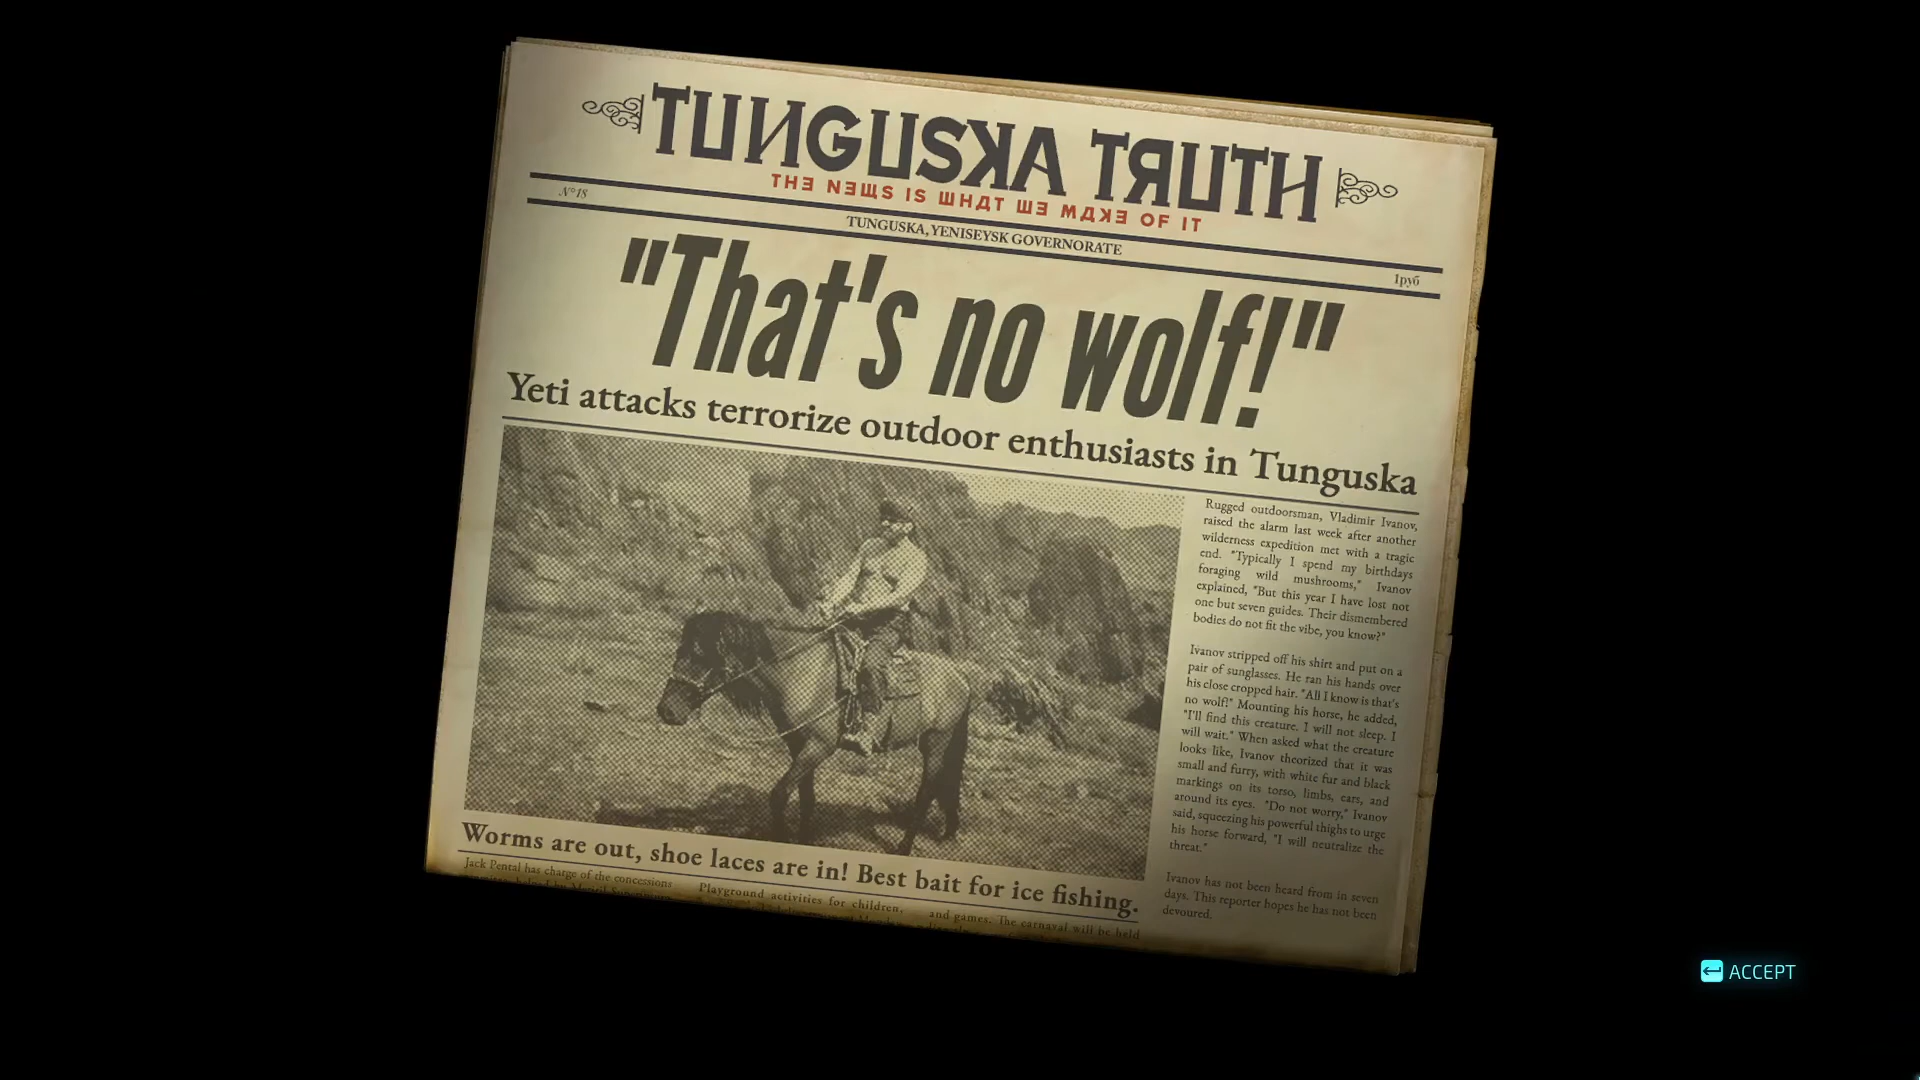 TUИGUSKA TЯUTH
THƎ NƎЩS IS ШHДT ШƎ MДKƎ OF IT
N°18
TUNGUSKA, YENISEYSK GOVERNORATE
1руб
"That's no wolf!"
Yeti attacks terrorize outdoor enthusiasts in Tunguska
Rugged outdoorsman, Vladimir Ivanov,
raised the alarm last week after another
wilderness expedition met with a tragic
end. "Typically I spend my birthdays
foraging wild mushrooms," Ivanov
explained, "But this year I have lost not
one but seven guides. Their dismembered
bodies do not fit the vibe, you know?"
Ivanov stripped off his shirt and put on a
pair of sunglasses. He ran his hands over
his close cropped hair. "All I know is that's
no wolf!" Mounting his horse, he added,
"I'll find this creature. I will not sleep. I
will wait." When asked what the creature
looks like, Ivanov theorized that it was
small and furry, with white fur and black
markings on its torso, limbs, ears, and
around its eyes. "Do not worry," Ivanov
said, squeezing his powerful thighs to urge
his horse forward, "I will neutralize the
threat."
Ivanov has not been heard from in seven
days. This reporter hopes he has not been
devoured.
Worms are out, shoe laces are in! Best bait for ice fishing.
Jack Pental has charge of the concessions
Playground activities for children,
and games. The carnaval will be held
ACCEPT